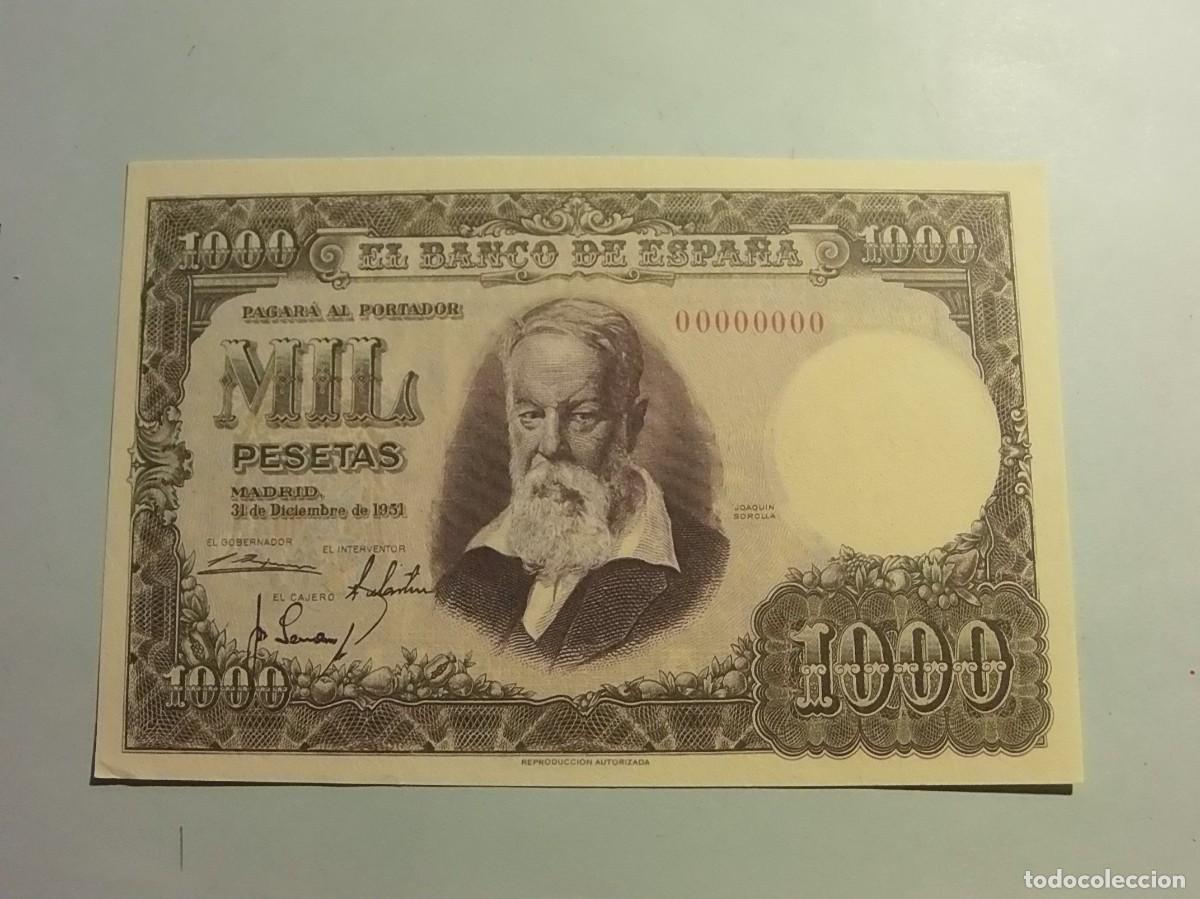 1000 EL BANCO DE ESPAÑA 1000
PAGARÁ AL PORTADOR
00000000
MIL
PESETAS
MADRID,
31 de Diciembre de 1951
JOAQUIN
SOROLLA
EL GOBERNADOR
EL INTERVENTOR
EL CAJERO
1000
1000
REPRODUCCIÓN AUTORIZADA
todocoleccion